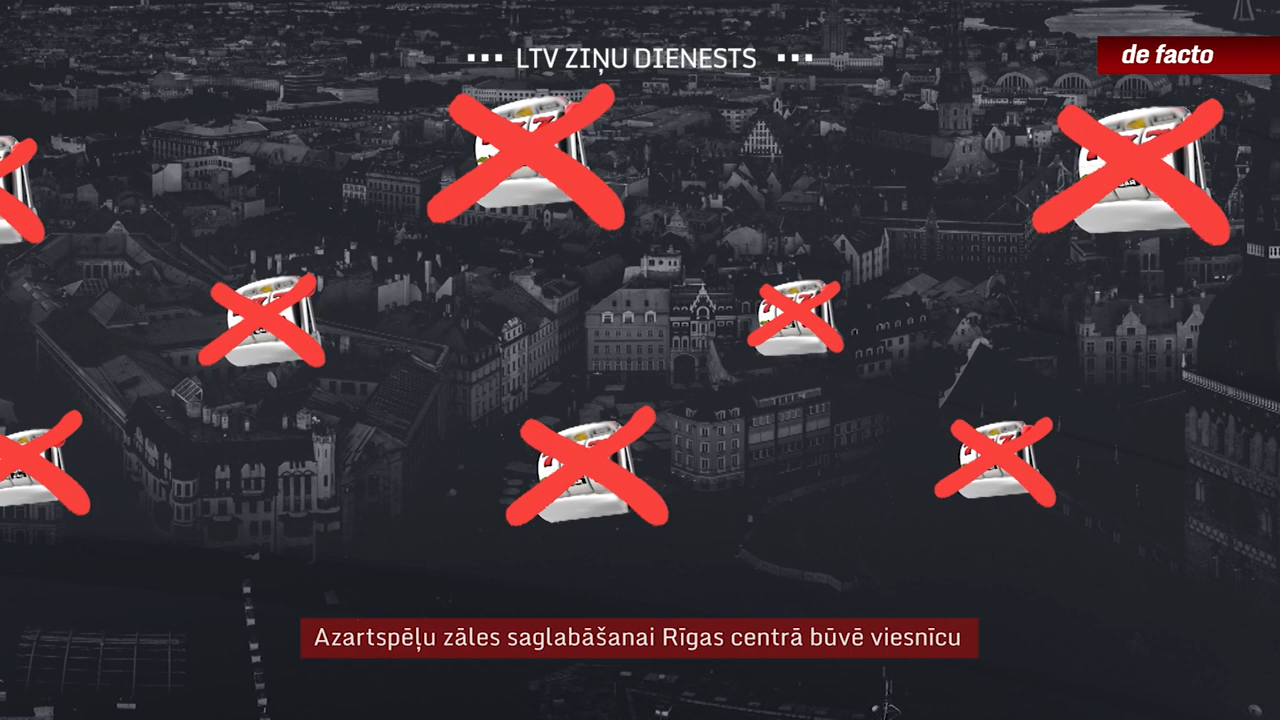 LTV ZIŅU DIENESTS
de facto
Azartspēļu zāles saglabāšanai Rīgas centrā būvē viesnīcu